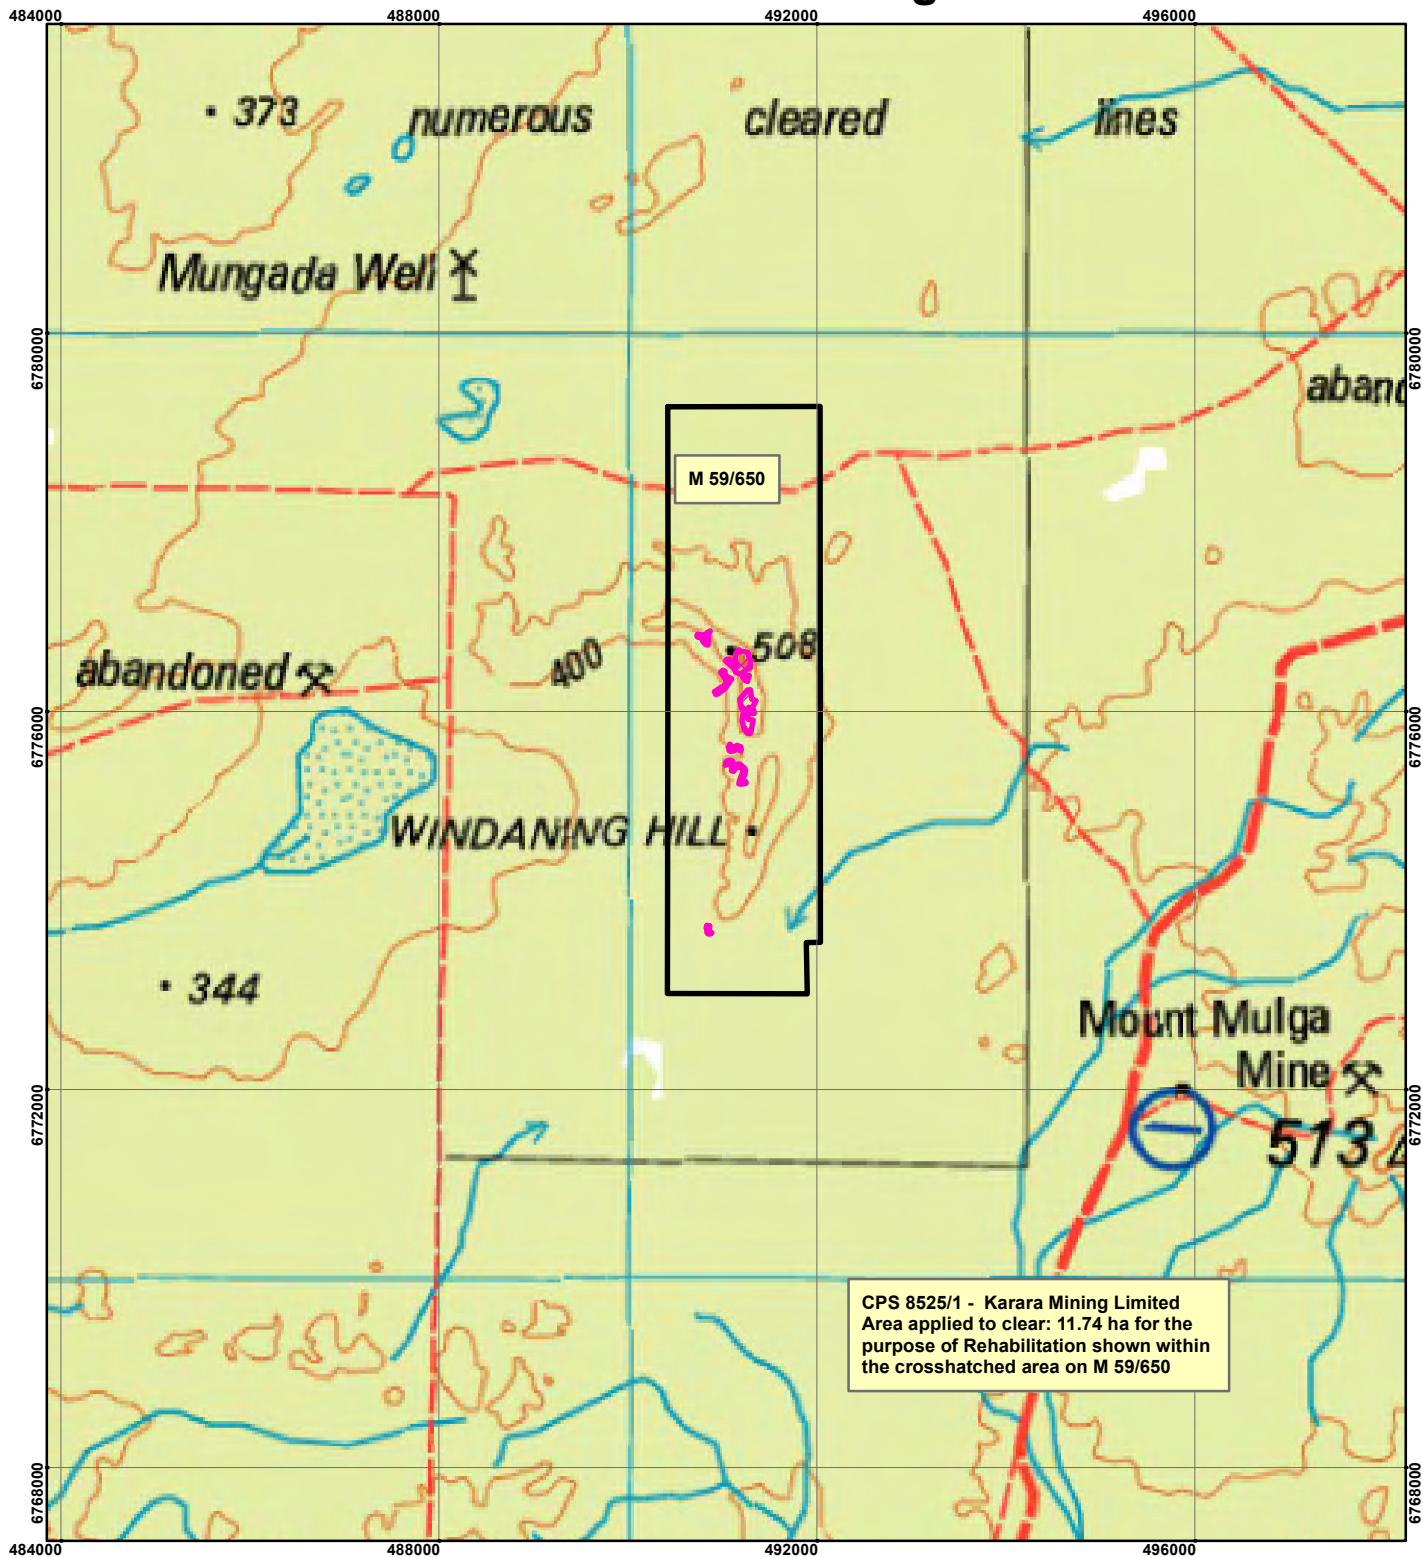 484000 488000 492000 496000
373 numerous cleared lines
Mungada Well
6780000 6780000
M 59/650
508
400
abandoned
6776000 6776000
WINDANING HILL
344
Mount Mulga
Mine
6772000 6772000
513
CPS 8525/1 - Karara Mining Limited
Area applied to clear: 11.74 ha for the
purpose of Rehabilitation shown within
the crosshatched area on M 59/650
6768000 6768000
484000 488000 492000 496000